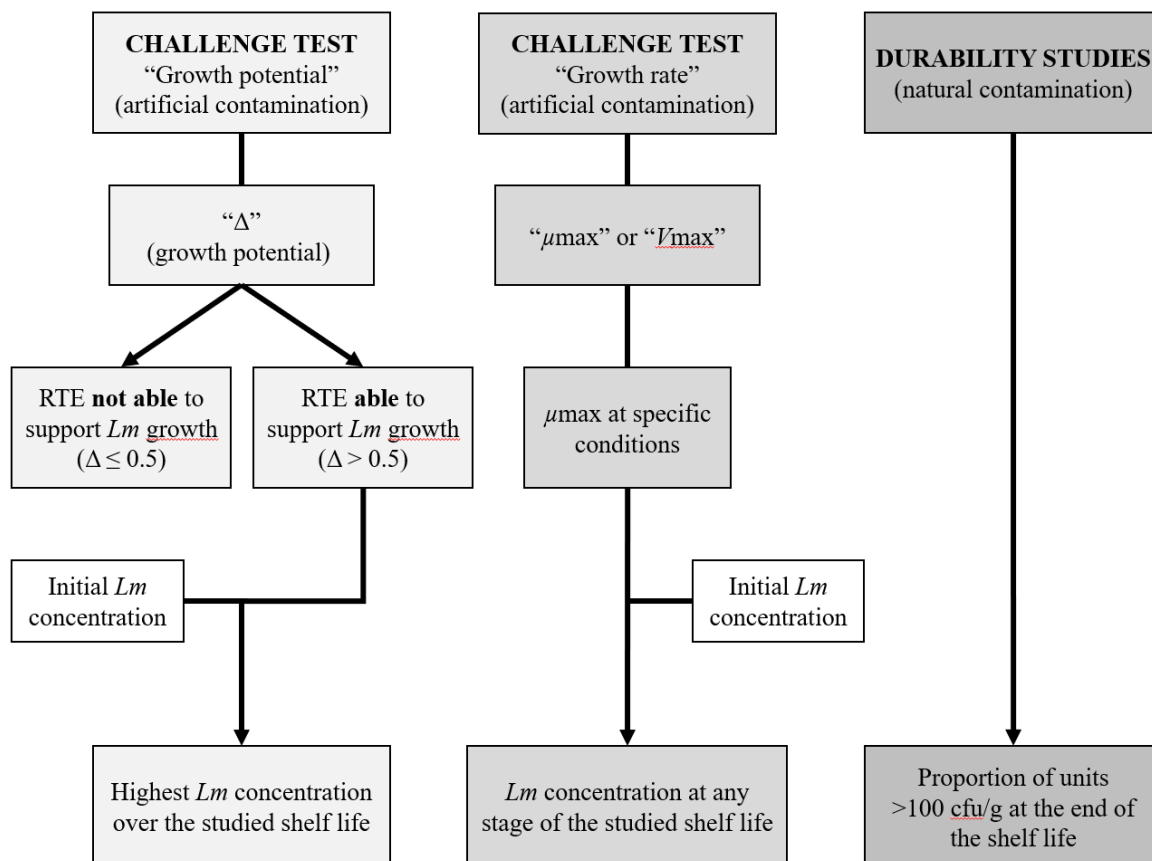 CHALLENGE TEST
“Growth potential”
(artificial contamination)
“Δ”
(growth potential)
RTE not able to
support Lm growth
(Δ ≤ 0.5)
RTE able to
support Lm growth
(Δ > 0.5)
Initial Lm
concentration
Highest Lm concentration
over the studied shelf life
CHALLENGE TEST
“Growth rate”
(artificial contamination)
“µmax” or “Vmax”
µmax at specific
conditions
Initial Lm
concentration
Lm concentration at any
stage of the studied shelf life
DURABILITY STUDIES
(natural contamination)
Proportion of units
>100 cfu/g at the end of
the shelf life